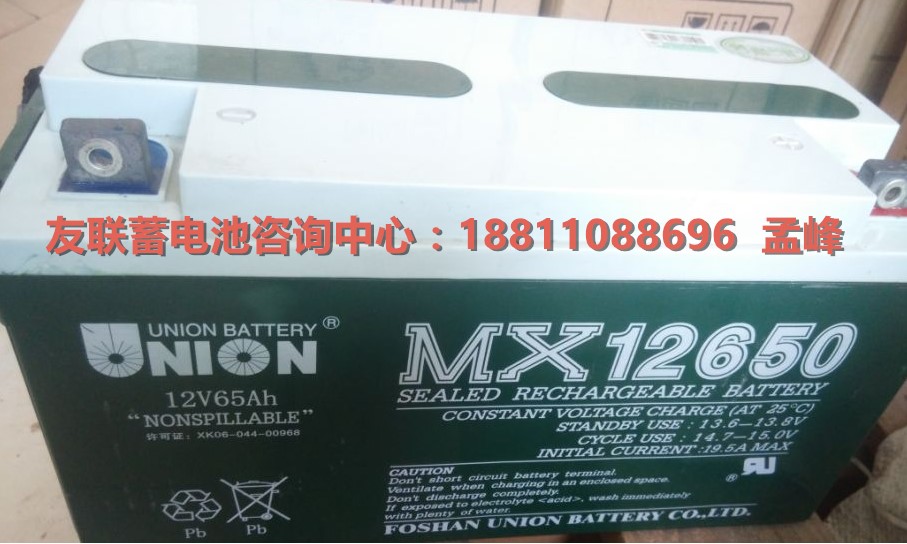 友联蓄电池咨询中心：18811088696 孟峰
UNION BATTERY®
UNION
12V65Ah
“NONSPILLABLE”
许可证：XK06-044-00968
Pb
Pb
MX12650
SEALED RECHARGEABLE BATTERY
CONSTANT VOLTAGE CHARGE (AT 25°C)
STANDBY USE : 13.6–13.8V
CYCLE USE : 14.7–15.0V
INITIAL CURRENT :19.5A MAX
CAUTION
Don't short circuit battery terminal.
Ventilate when charging in an enclosed space.
Don't discharge completely.
If exposed to electrolyte <acid>, wash immediately
with plenty of water.
FOSHAN UNION BATTERY CO.,LTD.